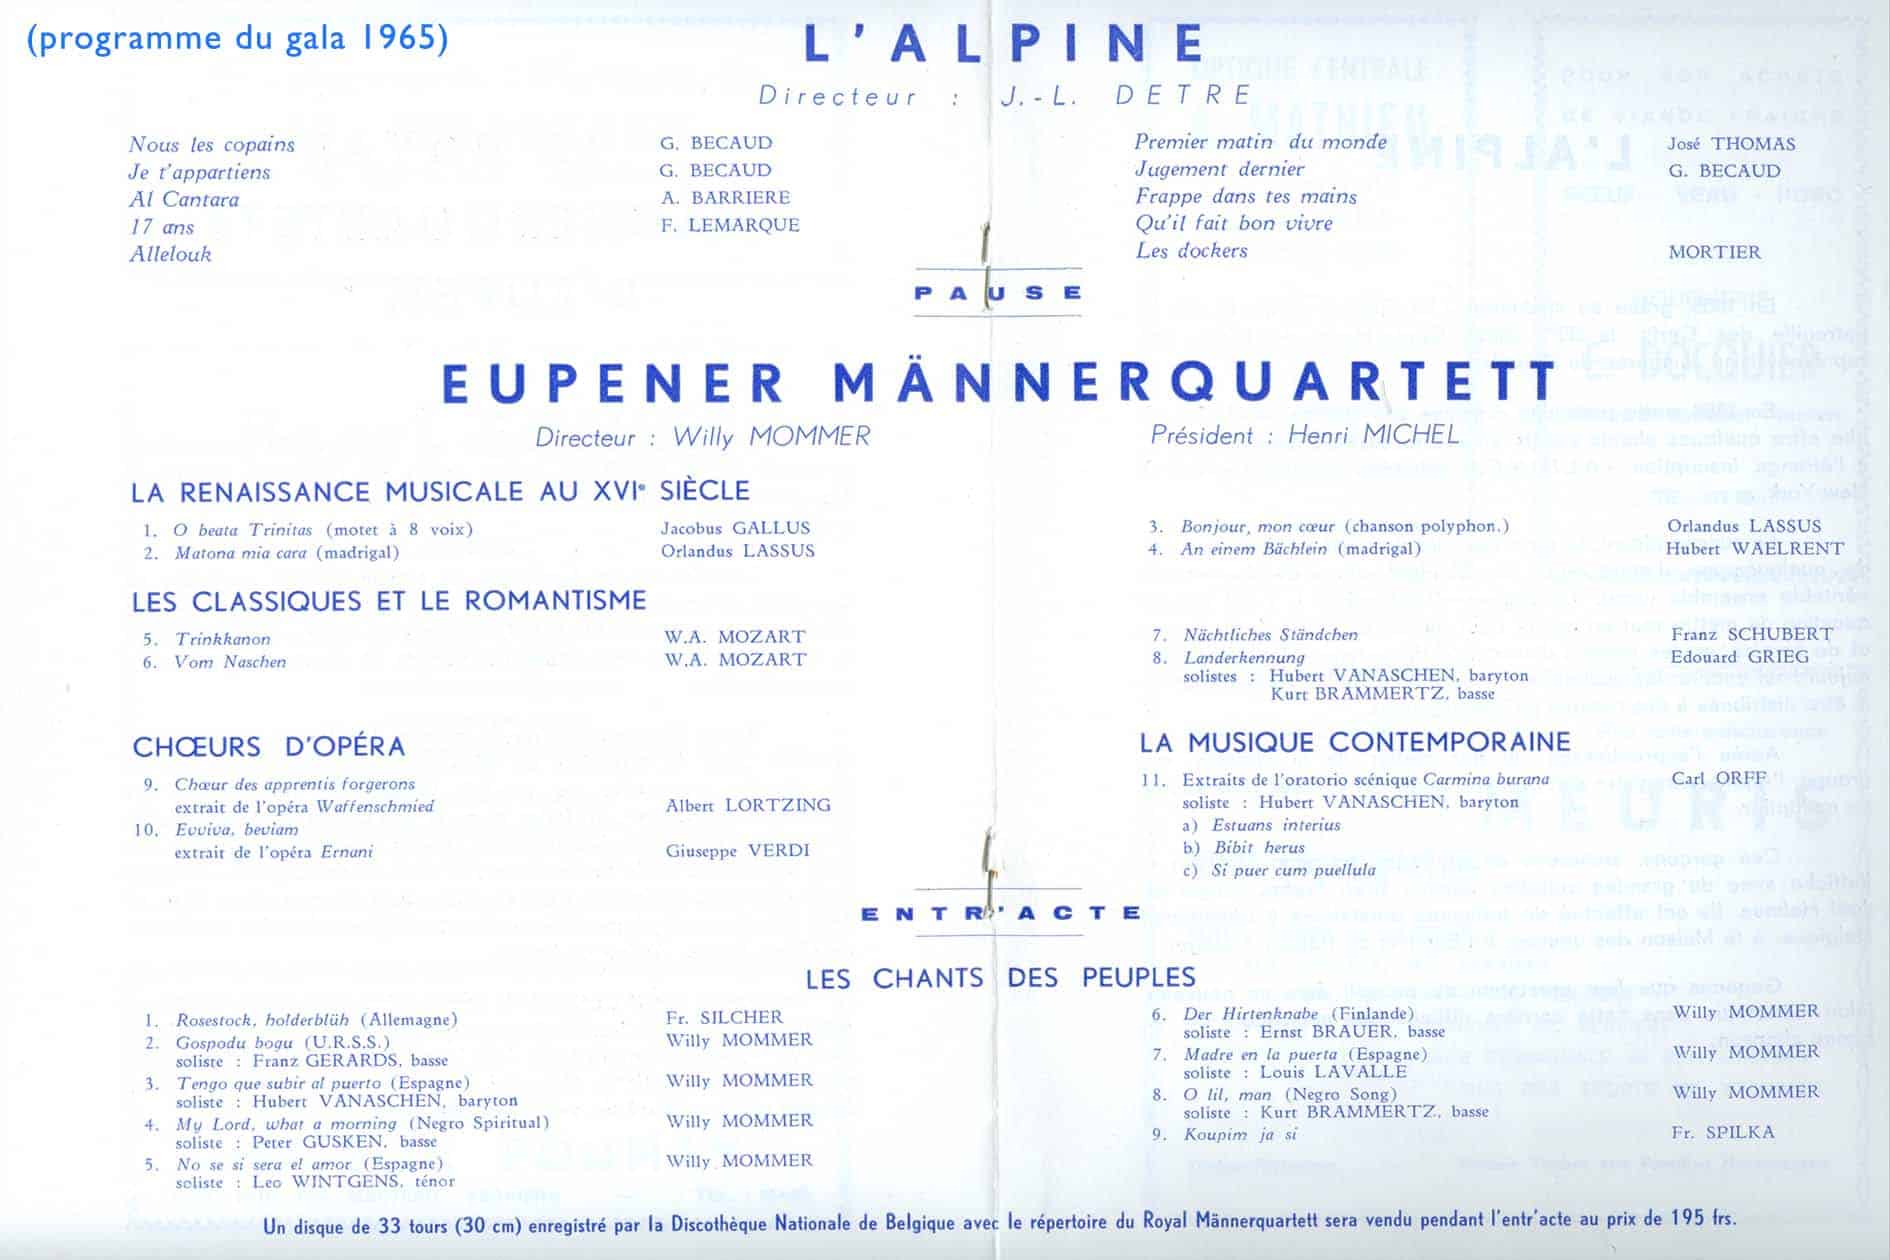 (programme du gala 1965)
L'ALPINE
Directeur : J.-L. DETRE
Nous les copains G. BECAUD
Je t'appartiens G. BECAUD
Al Cantara A. BARRIERE
17 ans F. LEMARQUE
Allelouk
Premier matin du monde José THOMAS
Jugement dernier G. BECAUD
Frappe dans tes mains
Qu'il fait bon vivre
Les dockers MORTIER
PAUSE
EUPENER MÄNNERQUARTETT
Directeur : Willy MOMMER Président : Henri MICHEL
LA RENAISSANCE MUSICALE AU XVIe SIÈCLE
1. O beata Trinitas (motet à 8 voix) Jacobus GALLUS
2. Matona mia cara (madrigal) Orlandus LASSUS
3. Bonjour, mon cœur (chanson polyphon.) Orlandus LASSUS
4. An einem Bächlein (madrigal) Hubert WAELRENT
LES CLASSIQUES ET LE ROMANTISME
5. Trinkkanon W.A. MOZART
6. Vom Naschen W.A. MOZART
7. Nächtliches Ständchen Franz SCHUBERT
8. Landerkennung Edouard GRIEG
solistes : Hubert VANASCHEN, baryton
Kurt BRAMMERTZ, basse
CHŒURS D'OPÉRA
9. Chœur des apprentis forgerons
extrait de l'opéra Waffenschmied Albert LORTZING
10. Evviva, beviam
extrait de l'opéra Ernani Giuseppe VERDI
LA MUSIQUE CONTEMPORAINE
11. Extraits de l'oratorio scénique Carmina burana Carl ORFF
soliste : Hubert VANASCHEN, baryton
a) Estuans interius
b) Bibit herus
c) Si puer cum puellula
ENTR'ACTE
LES CHANTS DES PEUPLES
1. Rosestock, holderblüh (Allemagne) Fr. SILCHER
2. Gospodu bogu (U.R.S.S.) Willy MOMMER
soliste : Franz GERARDS, basse
3. Tengo que subir al puerto (Espagne) Willy MOMMER
soliste : Hubert VANASCHEN, baryton
4. My Lord, what a morning (Negro Spiritual) Willy MOMMER
soliste : Peter GUSKEN, basse
5. No se si sera el amor (Espagne) Willy MOMMER
soliste : Leo WINTGENS, ténor
6. Der Hirtenknabe (Finlande) Willy MOMMER
soliste : Ernst BRAUER, basse
7. Madre en la puerta (Espagne) Willy MOMMER
soliste : Louis LAVALLE
8. O lil, man (Negro Song) Willy MOMMER
soliste : Kurt BRAMMERTZ, basse
9. Koupim ja si Fr. SPILKA
Un disque de 33 tours (30 cm) enregistré par la Discothèque Nationale de Belgique avec le répertoire du Royal Männerquartett sera vendu pendant l'entr'acte au prix de 195 frs.